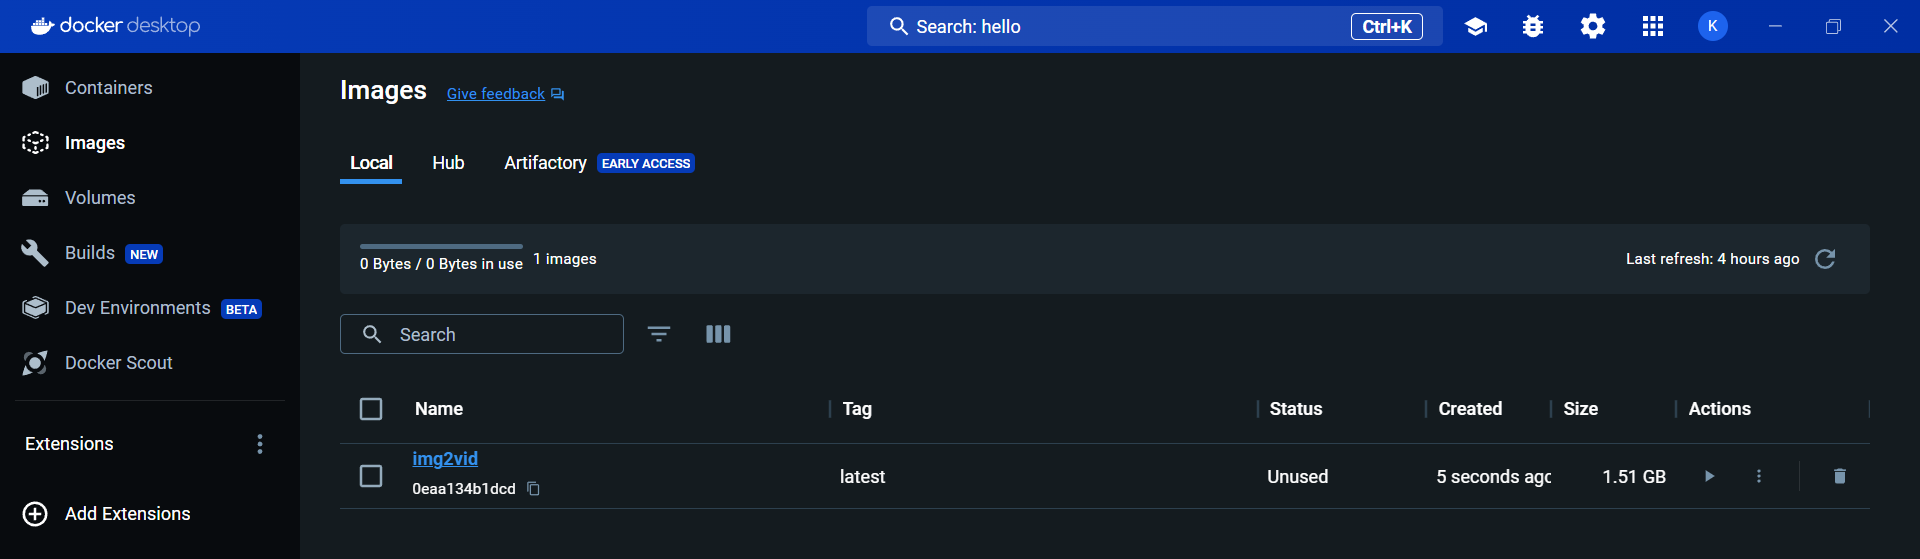 docker desktop
Search: hello
Ctrl+K
K
Containers
Images
Volumes
Builds NEW
Dev Environments BETA
Docker Scout
Extensions
Add Extensions
Images Give feedback
Local Hub Artifactory EARLY ACCESS
0 Bytes / 0 Bytes in use 1 images
Last refresh: 4 hours ago
Search
Name Tag Status Created Size Actions
img2vid
0eaa134b1dcd
latest Unused 5 seconds ago 1.51 GB